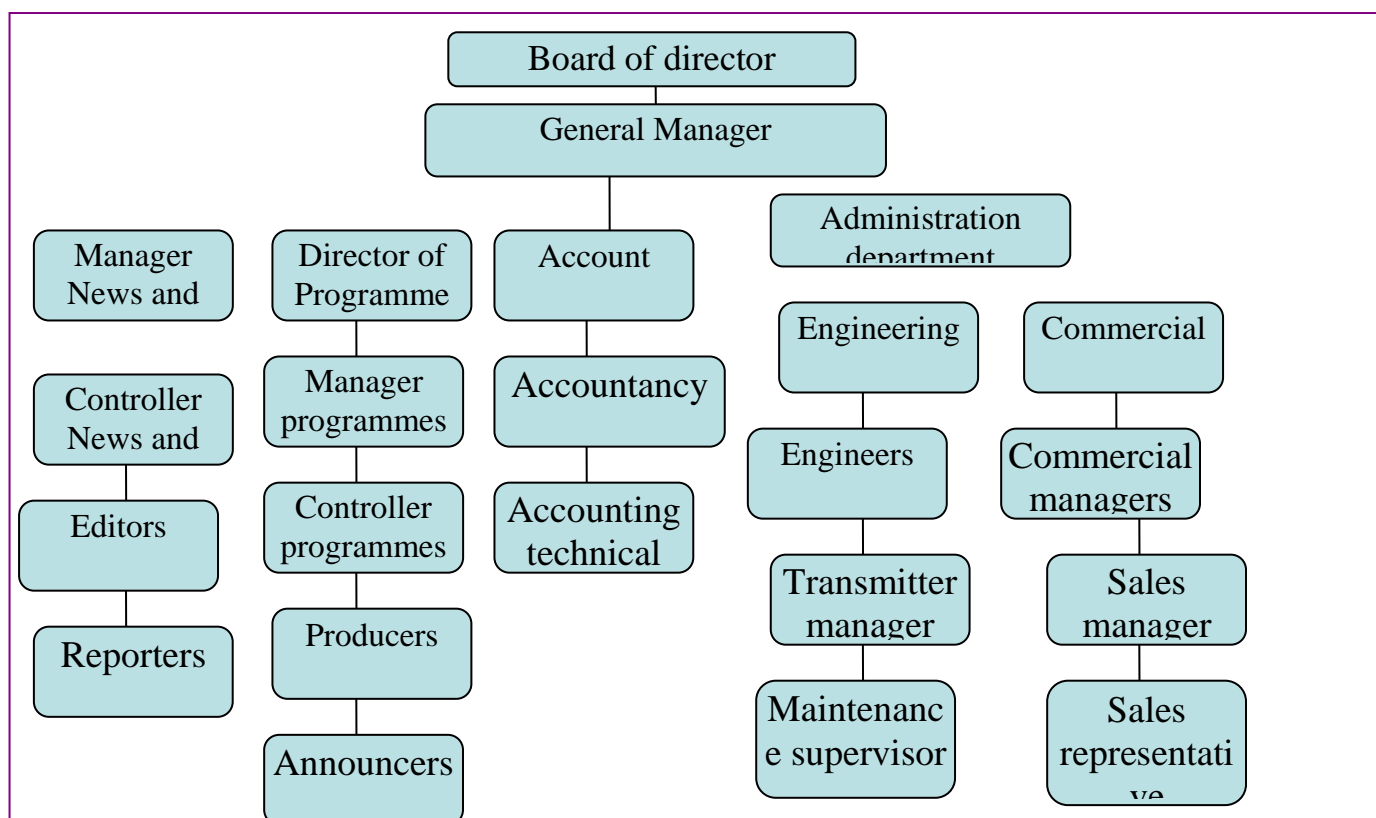 Board of director
General Manager
Administration
department
Manager
News and
Director of
Programme
Account
Engineering
Commercial
Controller
News and
Manager
programmes
Accountancy
Engineers
Commercial
managers
Editors
Controller
programmes
Accounting
technical
Transmitter
manager
Sales
manager
Reporters
Producers
Maintenanc
e supervisor
Sales
representati
ve
Announcers